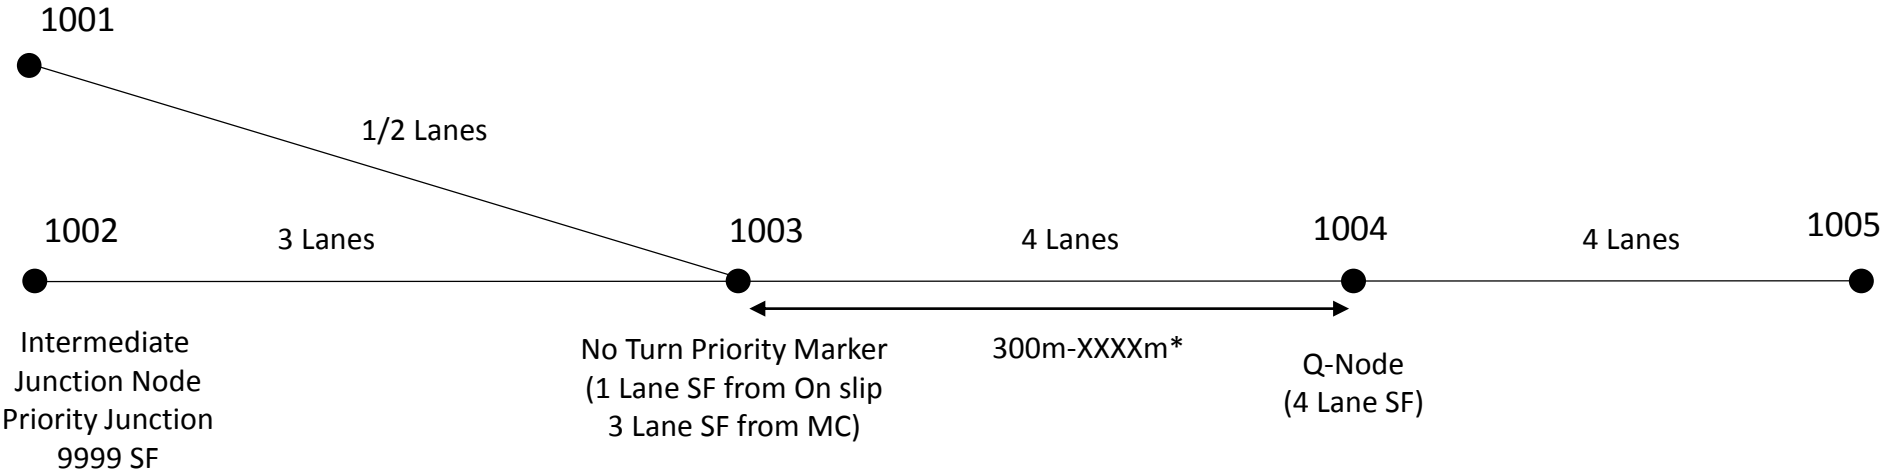 1001
1/2 Lanes
1002
3 Lanes
1003
4 Lanes
1004
4 Lanes
1005
Intermediate
Junction Node
Priority Junction
9999 SF
No Turn Priority Marker
(1 Lane SF from On slip
3 Lane SF from MC)
300m-XXXXm*
Q-Node
(4 Lane SF)